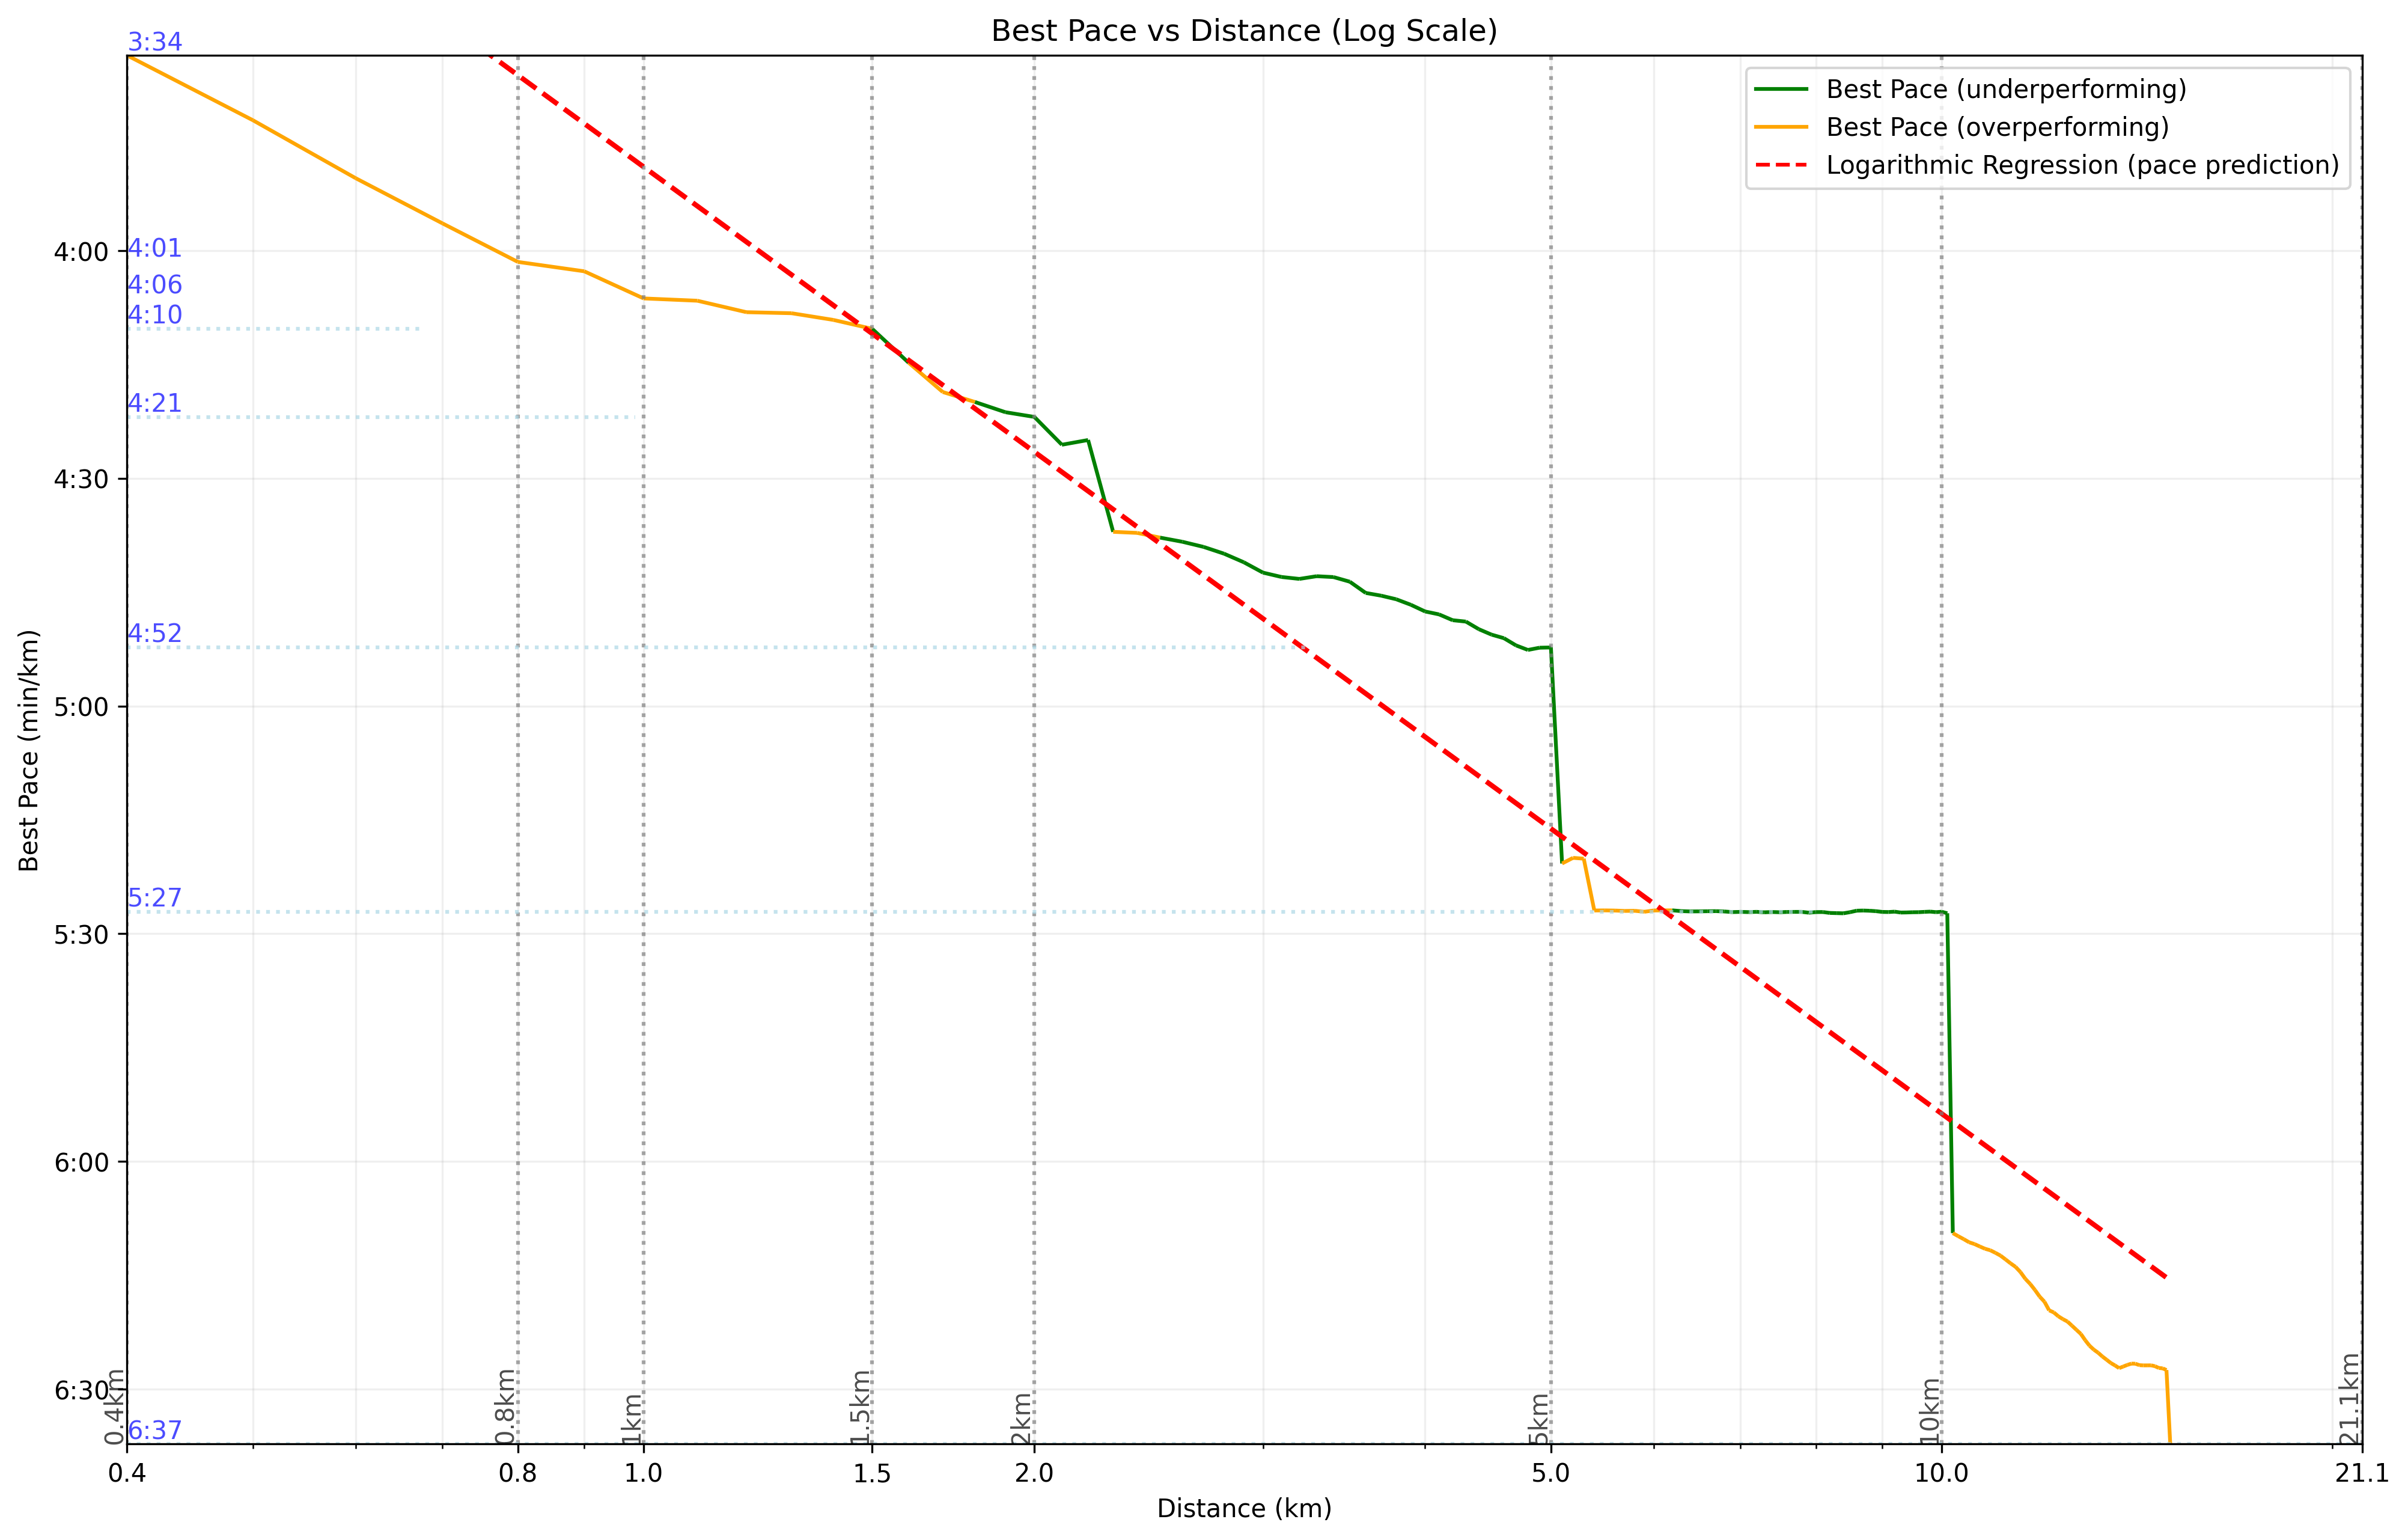 Best Pace vs Distance (Log Scale)
Best Pace (underperforming)
Best Pace (overperforming)
Logarithmic Regression (pace prediction)
3:34
4:01
4:06
4:10
4:21
4:52
5:27
6:37
4:00
4:30
5:00
5:30
6:00
6:30
Best Pace (min/km)
0.4km
0.8km
1km
1.5km
2km
5km
10km
21.1km
0.4
0.8
1.0
1.5
2.0
5.0
10.0
21.1
Distance (km)